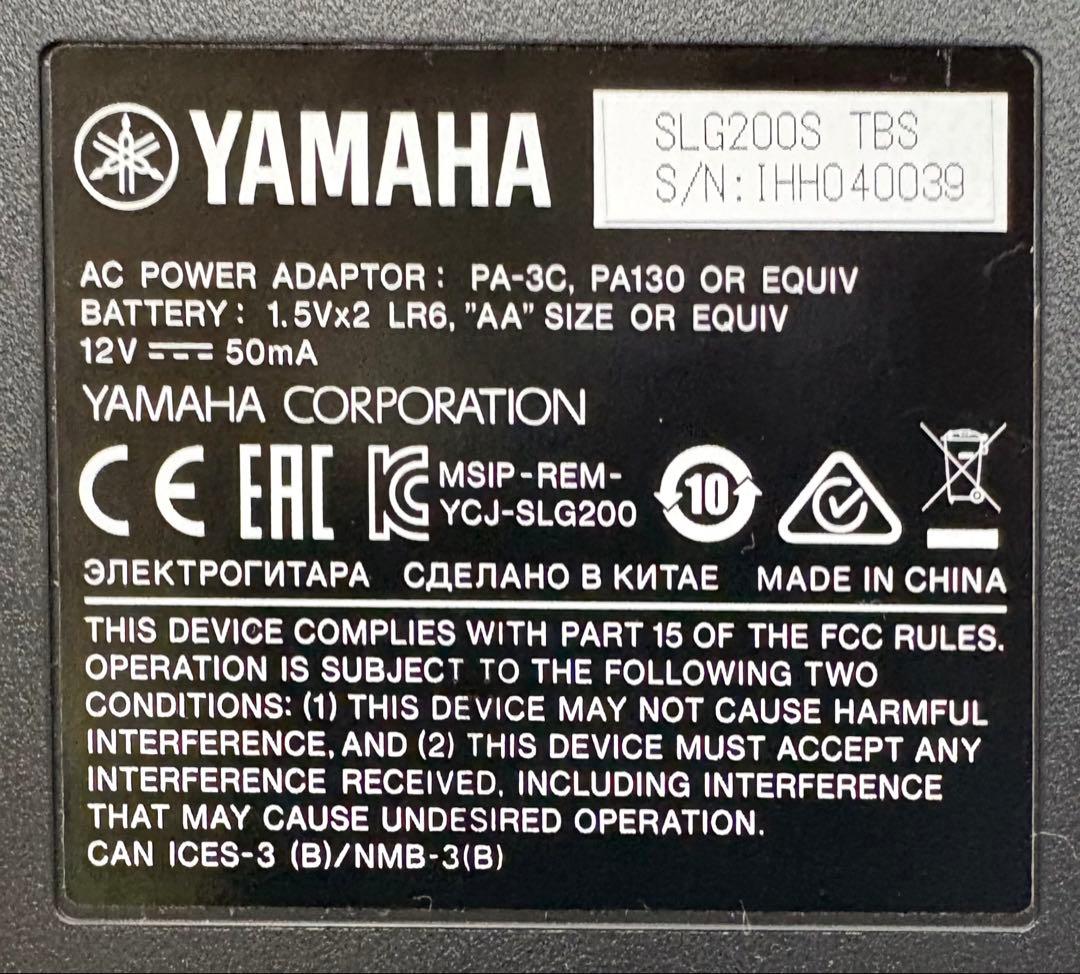 YAMAHA
SLG200S TBS
S/N:IHH040039
AC POWER ADAPTOR : PA-3C, PA130 OR EQUIV
BATTERY : 1.5Vx2 LR6, "AA" SIZE OR EQUIV
12V ⎓ 50mA
YAMAHA CORPORATION
CE EAC KC MSIP-REM-
YCJ-SLG200
10
ЭЛЕКТРОГИТАРА СДЕЛАНО В КИТАЕ MADE IN CHINA
THIS DEVICE COMPLIES WITH PART 15 OF THE FCC RULES.
OPERATION IS SUBJECT TO THE FOLLOWING TWO
CONDITIONS: (1) THIS DEVICE MAY NOT CAUSE HARMFUL
INTERFERENCE, AND (2) THIS DEVICE MUST ACCEPT ANY
INTERFERENCE RECEIVED, INCLUDING INTERFERENCE
THAT MAY CAUSE UNDESIRED OPERATION.
CAN ICES-3 (B)/NMB-3(B)